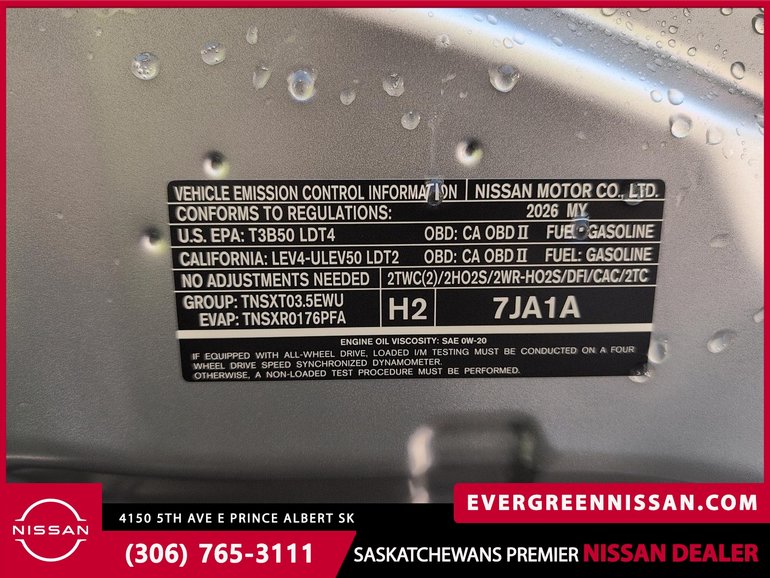 VEHICLE EMISSION CONTROL INFORMATION NISSAN MOTOR CO., LTD.
CONFORMS TO REGULATIONS: 2026 MY
U.S. EPA: T3B50 LDT4 OBD: CA OBD II FUEL: GASOLINE
CALIFORNIA: LEV4-ULEV50 LDT2 OBD: CA OBD II FUEL: GASOLINE
NO ADJUSTMENTS NEEDED 2TWC(2)/2HO2S/2WR-HO2S/DFI/CAC/2TC
GROUP: TNSXT03.5EWU
EVAP: TNSXR0176PFA
H2 7JA1A
ENGINE OIL VISCOSITY: SAE 0W-20
IF EQUIPPED WITH ALL-WHEEL DRIVE, LOADED I/M TESTING MUST BE CONDUCTED ON A FOUR
WHEEL DRIVE SPEED SYNCHRONIZED DYNAMOMETER.
OTHERWISE, A NON-LOADED TEST PROCEDURE MUST BE PERFORMED.
NISSAN
4150 5TH AVE E PRINCE ALBERT SK
(306) 765-3111
EVERGREENNISSAN.COM
SASKATCHEWANS PREMIER NISSAN DEALER